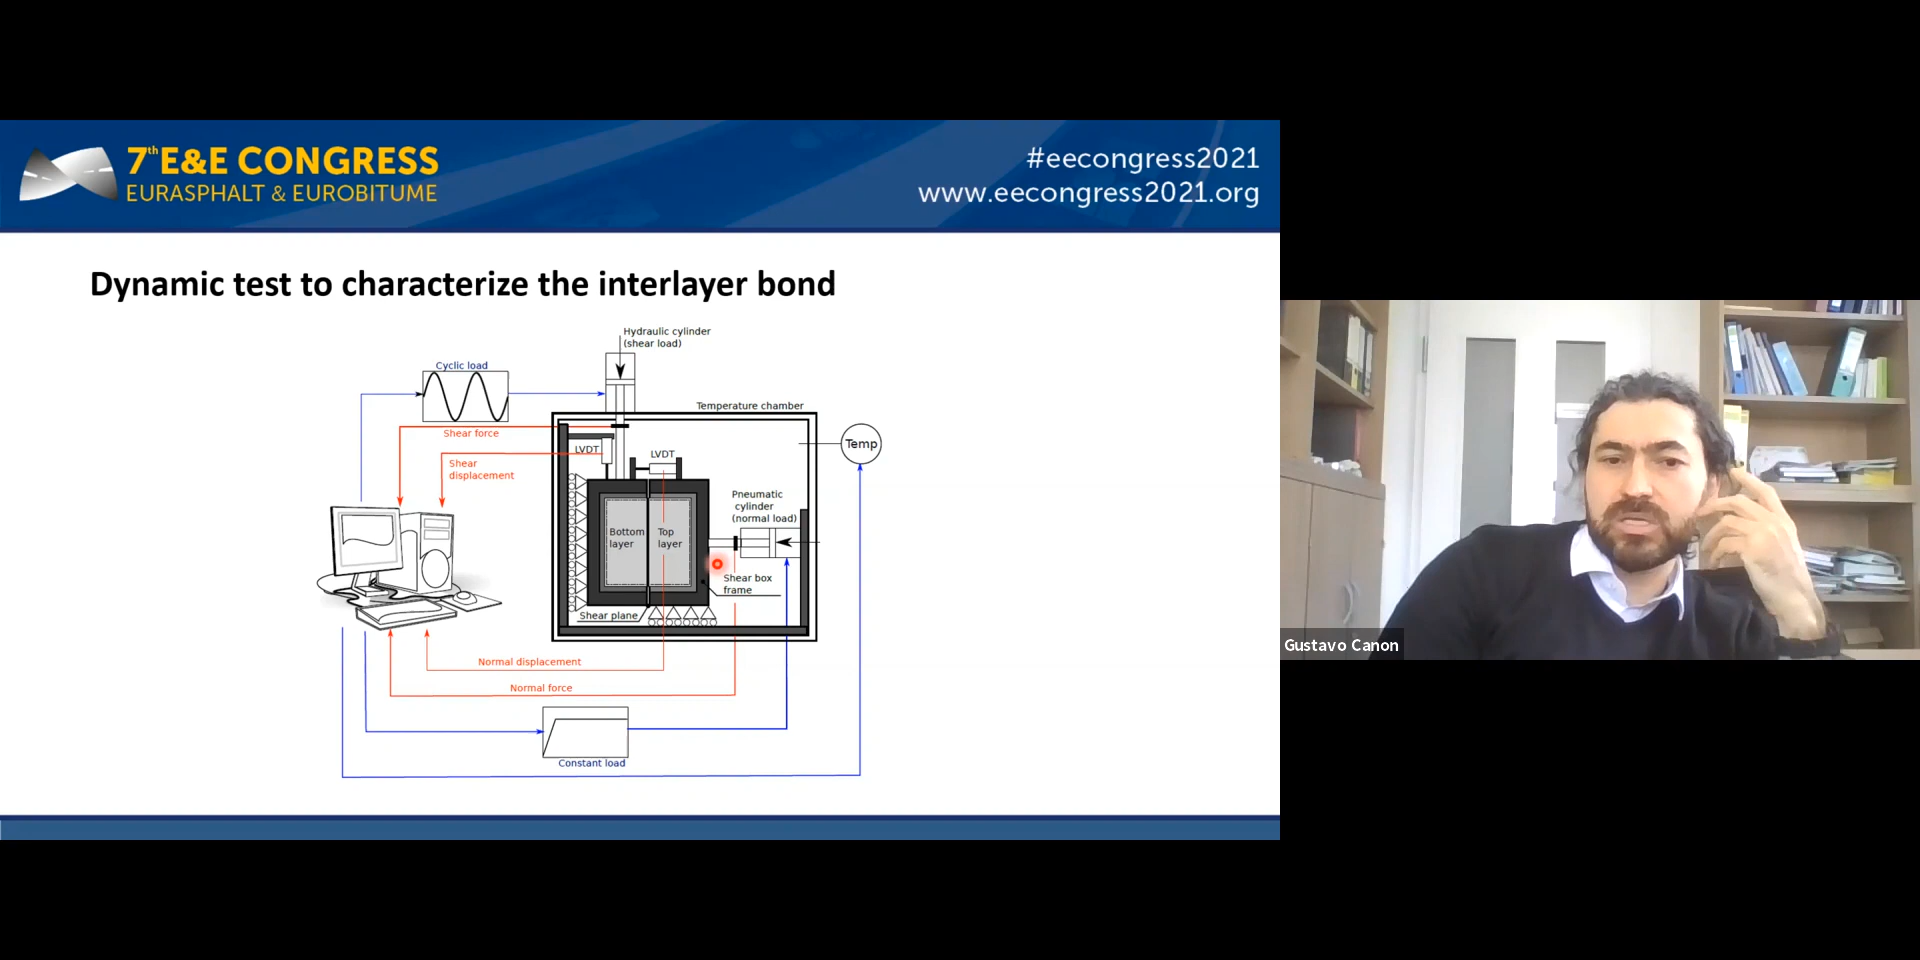 7th E&E CONGRESS
EURASPHALT & EUROBITUME
#eecongress2021
www.eecongress2021.org
Dynamic test to characterize the interlayer bond
Hydraulic cylinder
(shear load)
Cyclic load
Temperature chamber
Shear force
LVDT
LVDT
Temp
Shear
displacement
Pneumatic
cylinder
(normal load)
Bottom
layer
Top
layer
Shear box
frame
Shear plane
Normal displacement
Normal force
Constant load
Gustavo Canon